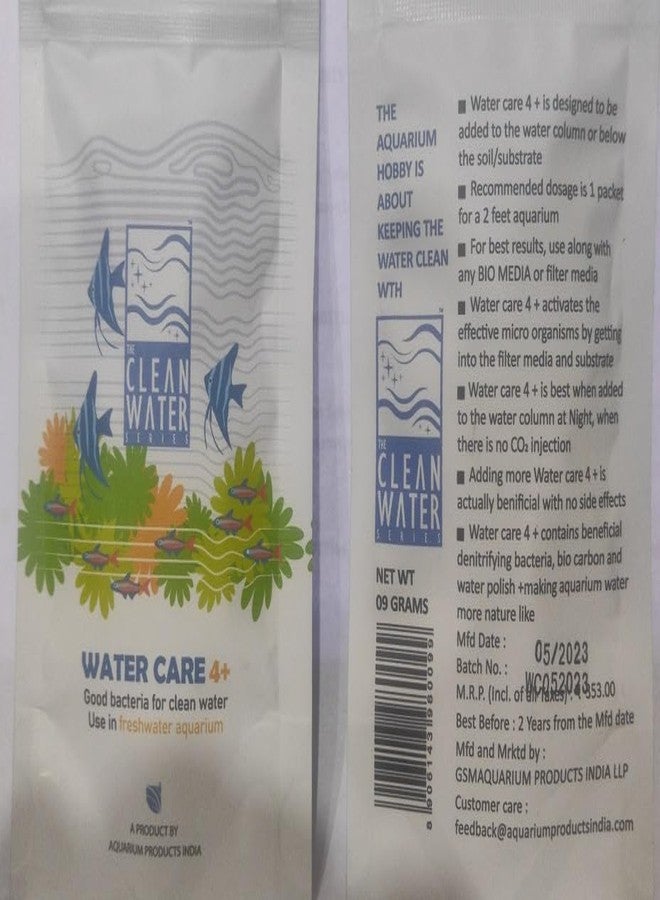 THE
CLEAN
WATER
SERIES
WATER CARE 4+
Good bacteria for clean water
Use in freshwater aquarium
A PRODUCT BY
AQUARIUM PRODUCTS INDIA
THE
AQUARIUM
HOBBY IS
ABOUT
KEEPING THE
WATER CLEAN
WTH
THE
CLEAN
WATER
SERIES
NET WT
09 GRAMS
■ Water care 4 + is designed to be
added to the water column or below
the soil/substrate
■ Recommended dosage is 1 packet
for a 2 feet aquarium
■ For best results, use along with
any BIO MEDIA or filter media
■ Water care 4 + activates the
effective micro organisms by getting
into the filter media and substrate
■ Water care 4 + is best when added
to the water column at Night, when
there is no CO₂ Injection
■ Adding more Water care 4 + is
actually benificial with no side effects
■ Water care 4 + contains beneficial
denitrifying bacteria, bio carbon and
water polish +making aquarium water
more nature like
Mfd Date : 05/2023
Batch No. : WC052023
M.R.P. (Incl. of all Taxes) : 353.00
Best Before : 2 Years from the Mfd date
Mfd and Mrktd by :
GSMAQUARIUM PRODUCTS INDIA LLP
Customer care :
feedback@aquariumproductsindia.com